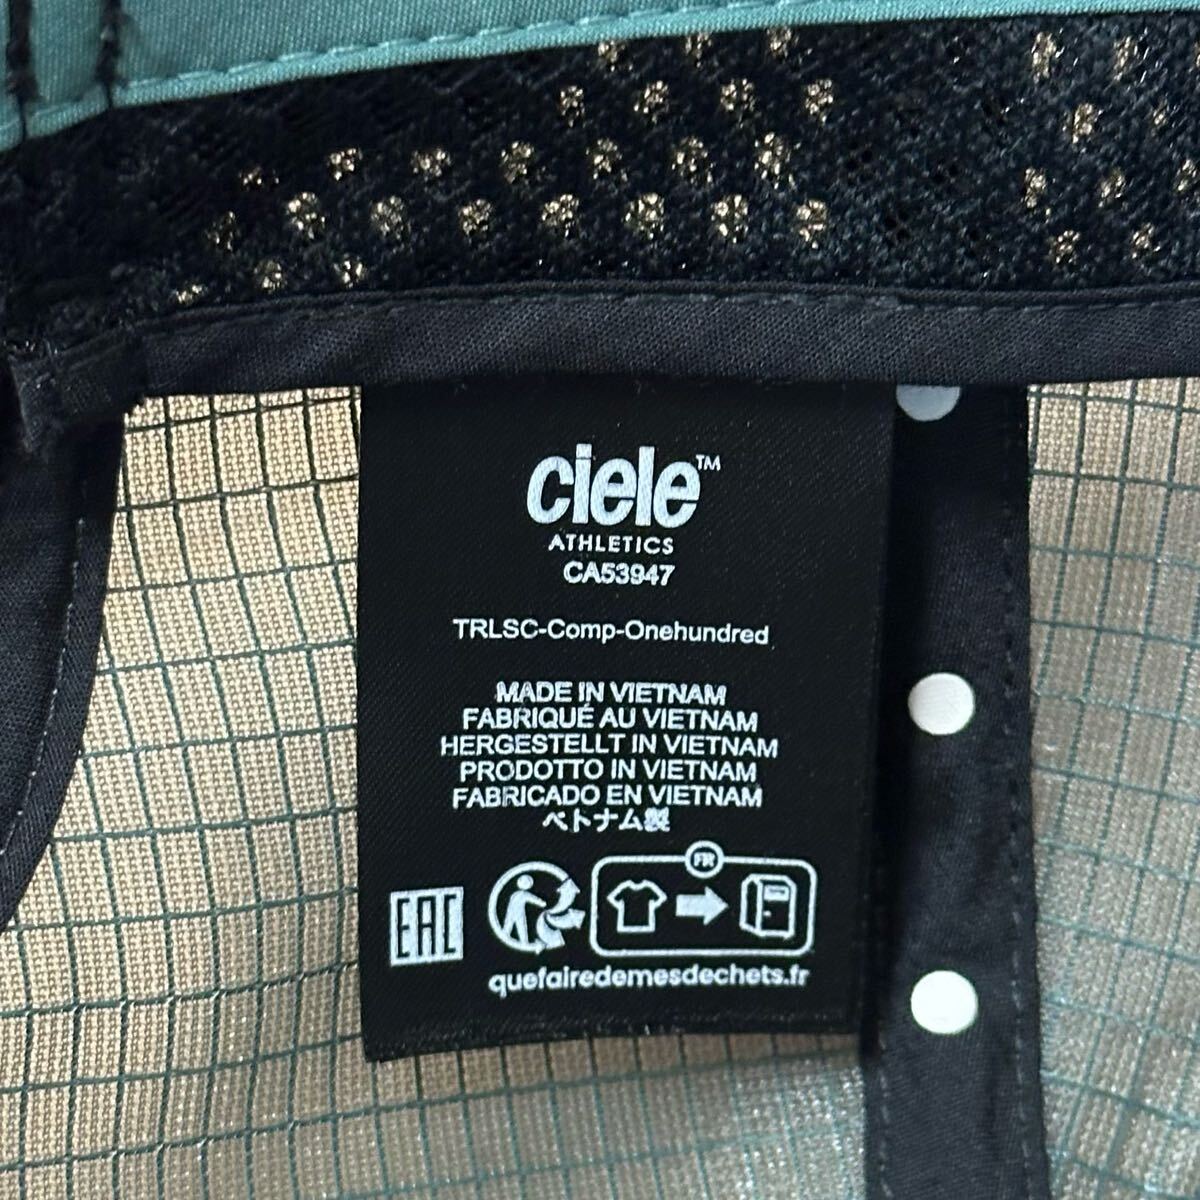 ciele™
ATHLETICS
CA53947
TRLSC-Comp-Onehundred
MADE IN VIETNAM
FABRIQUÉ AU VIETNAM
HERGESTELLT IN VIETNAM
PRODOTTO IN VIETNAM
FABRICADO EN VIETNAM
ベトナム製
FR
EAC
quefairedemesdechets.fr